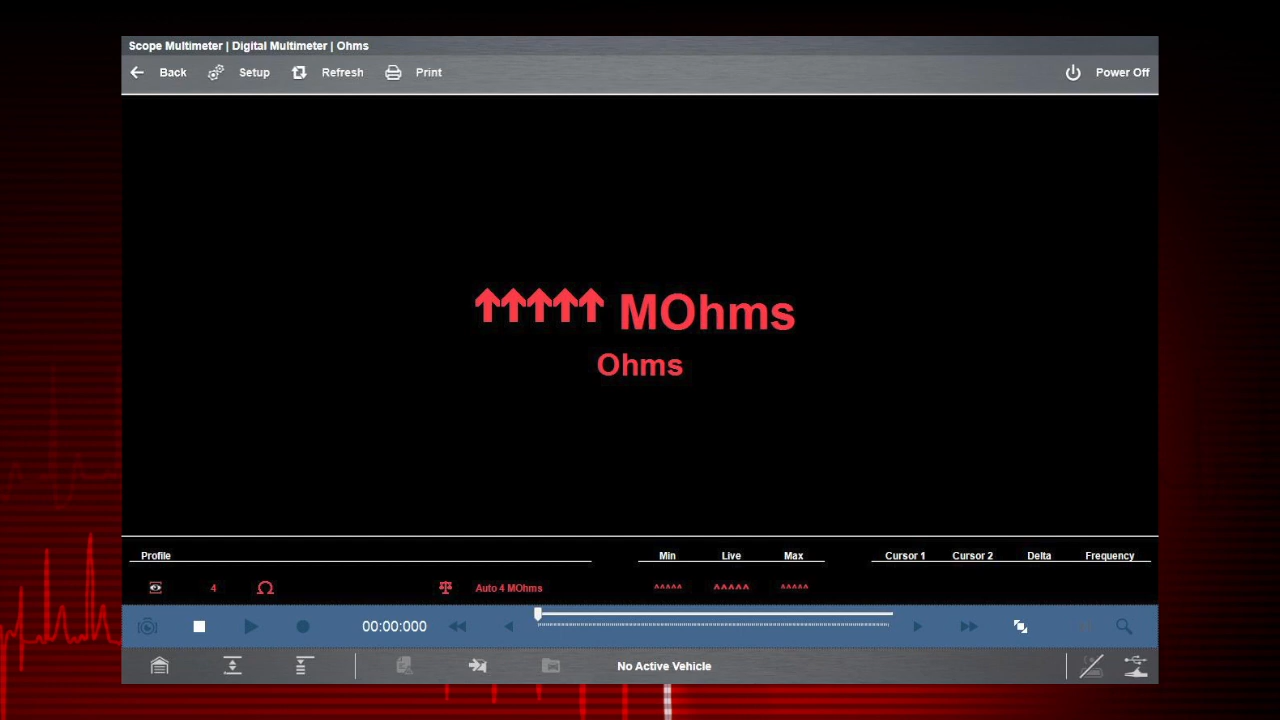 Scope Multimeter | Digital Multimeter | Ohms
Back Setup Refresh Print Power Off
↑↑↑↑↑ MOhms
Ohms
Profile Min Live Max Cursor 1 Cursor 2 Delta Frequency
4 Ω Auto 4 MOhms ^^^^^ ^^^^^ ^^^^^
00:00:000
No Active Vehicle